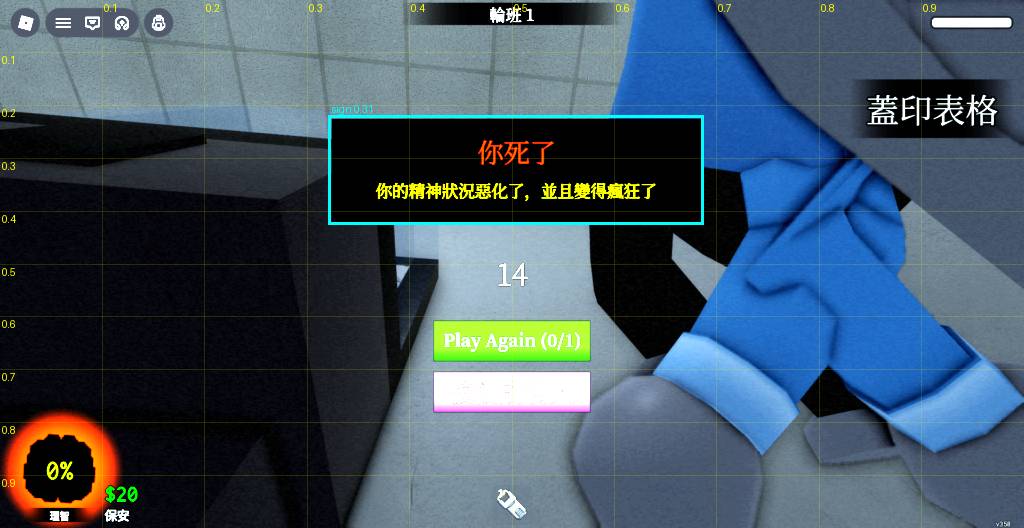 輪班 1
蓋印表格
你死了
你的精神狀況惡化了，並且變得瘋狂了
14
Play Again (0/1)
0%
$20
理智
保安
v350